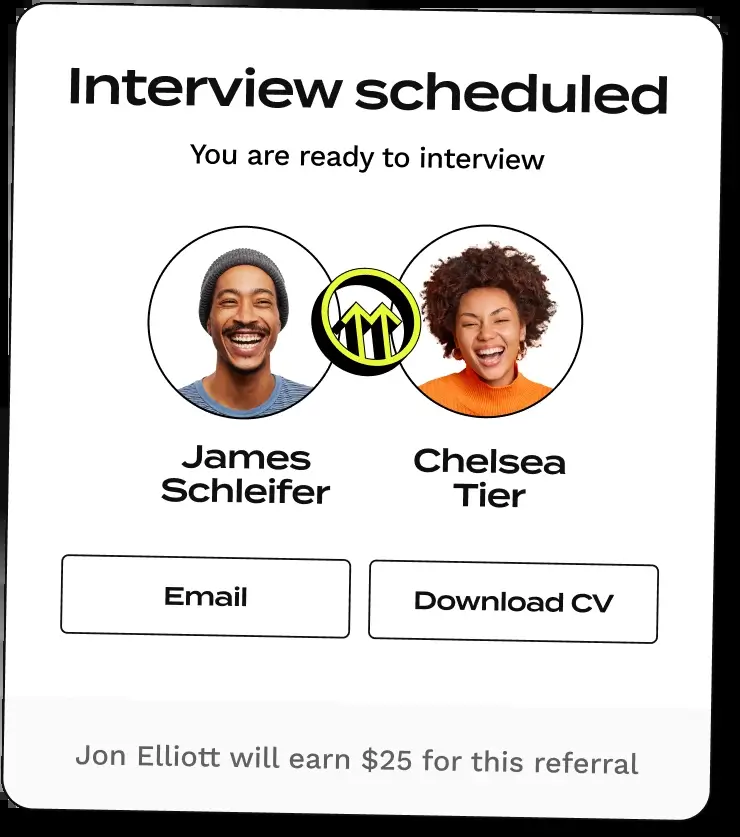 Interview scheduled
You are ready to interview
James
Schleifer
Chelsea
Tier
Email
Download CV
Jon Elliott will earn $25 for this referral